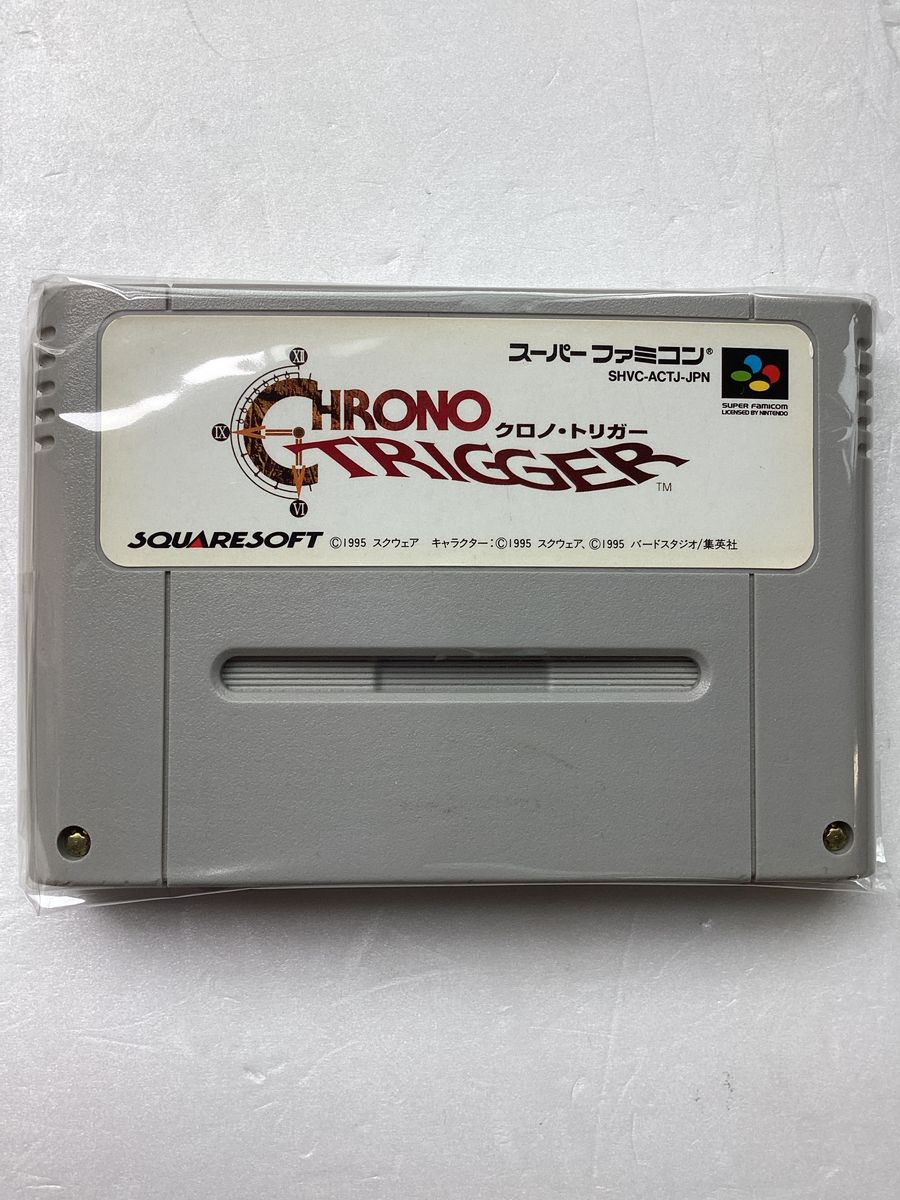 スーパーファミコン®
SHVC-ACTJ-JPN
SUPER FAMICOM
LICENSED BY NINTENDO
XII
IX
VI
CHRONO
クロノ・トリガー
TRIGGER™
SQUARESOFT ©1995 スクウェア キャラクター:©1995 スクウェア、©1995 バードスタジオ/集英社